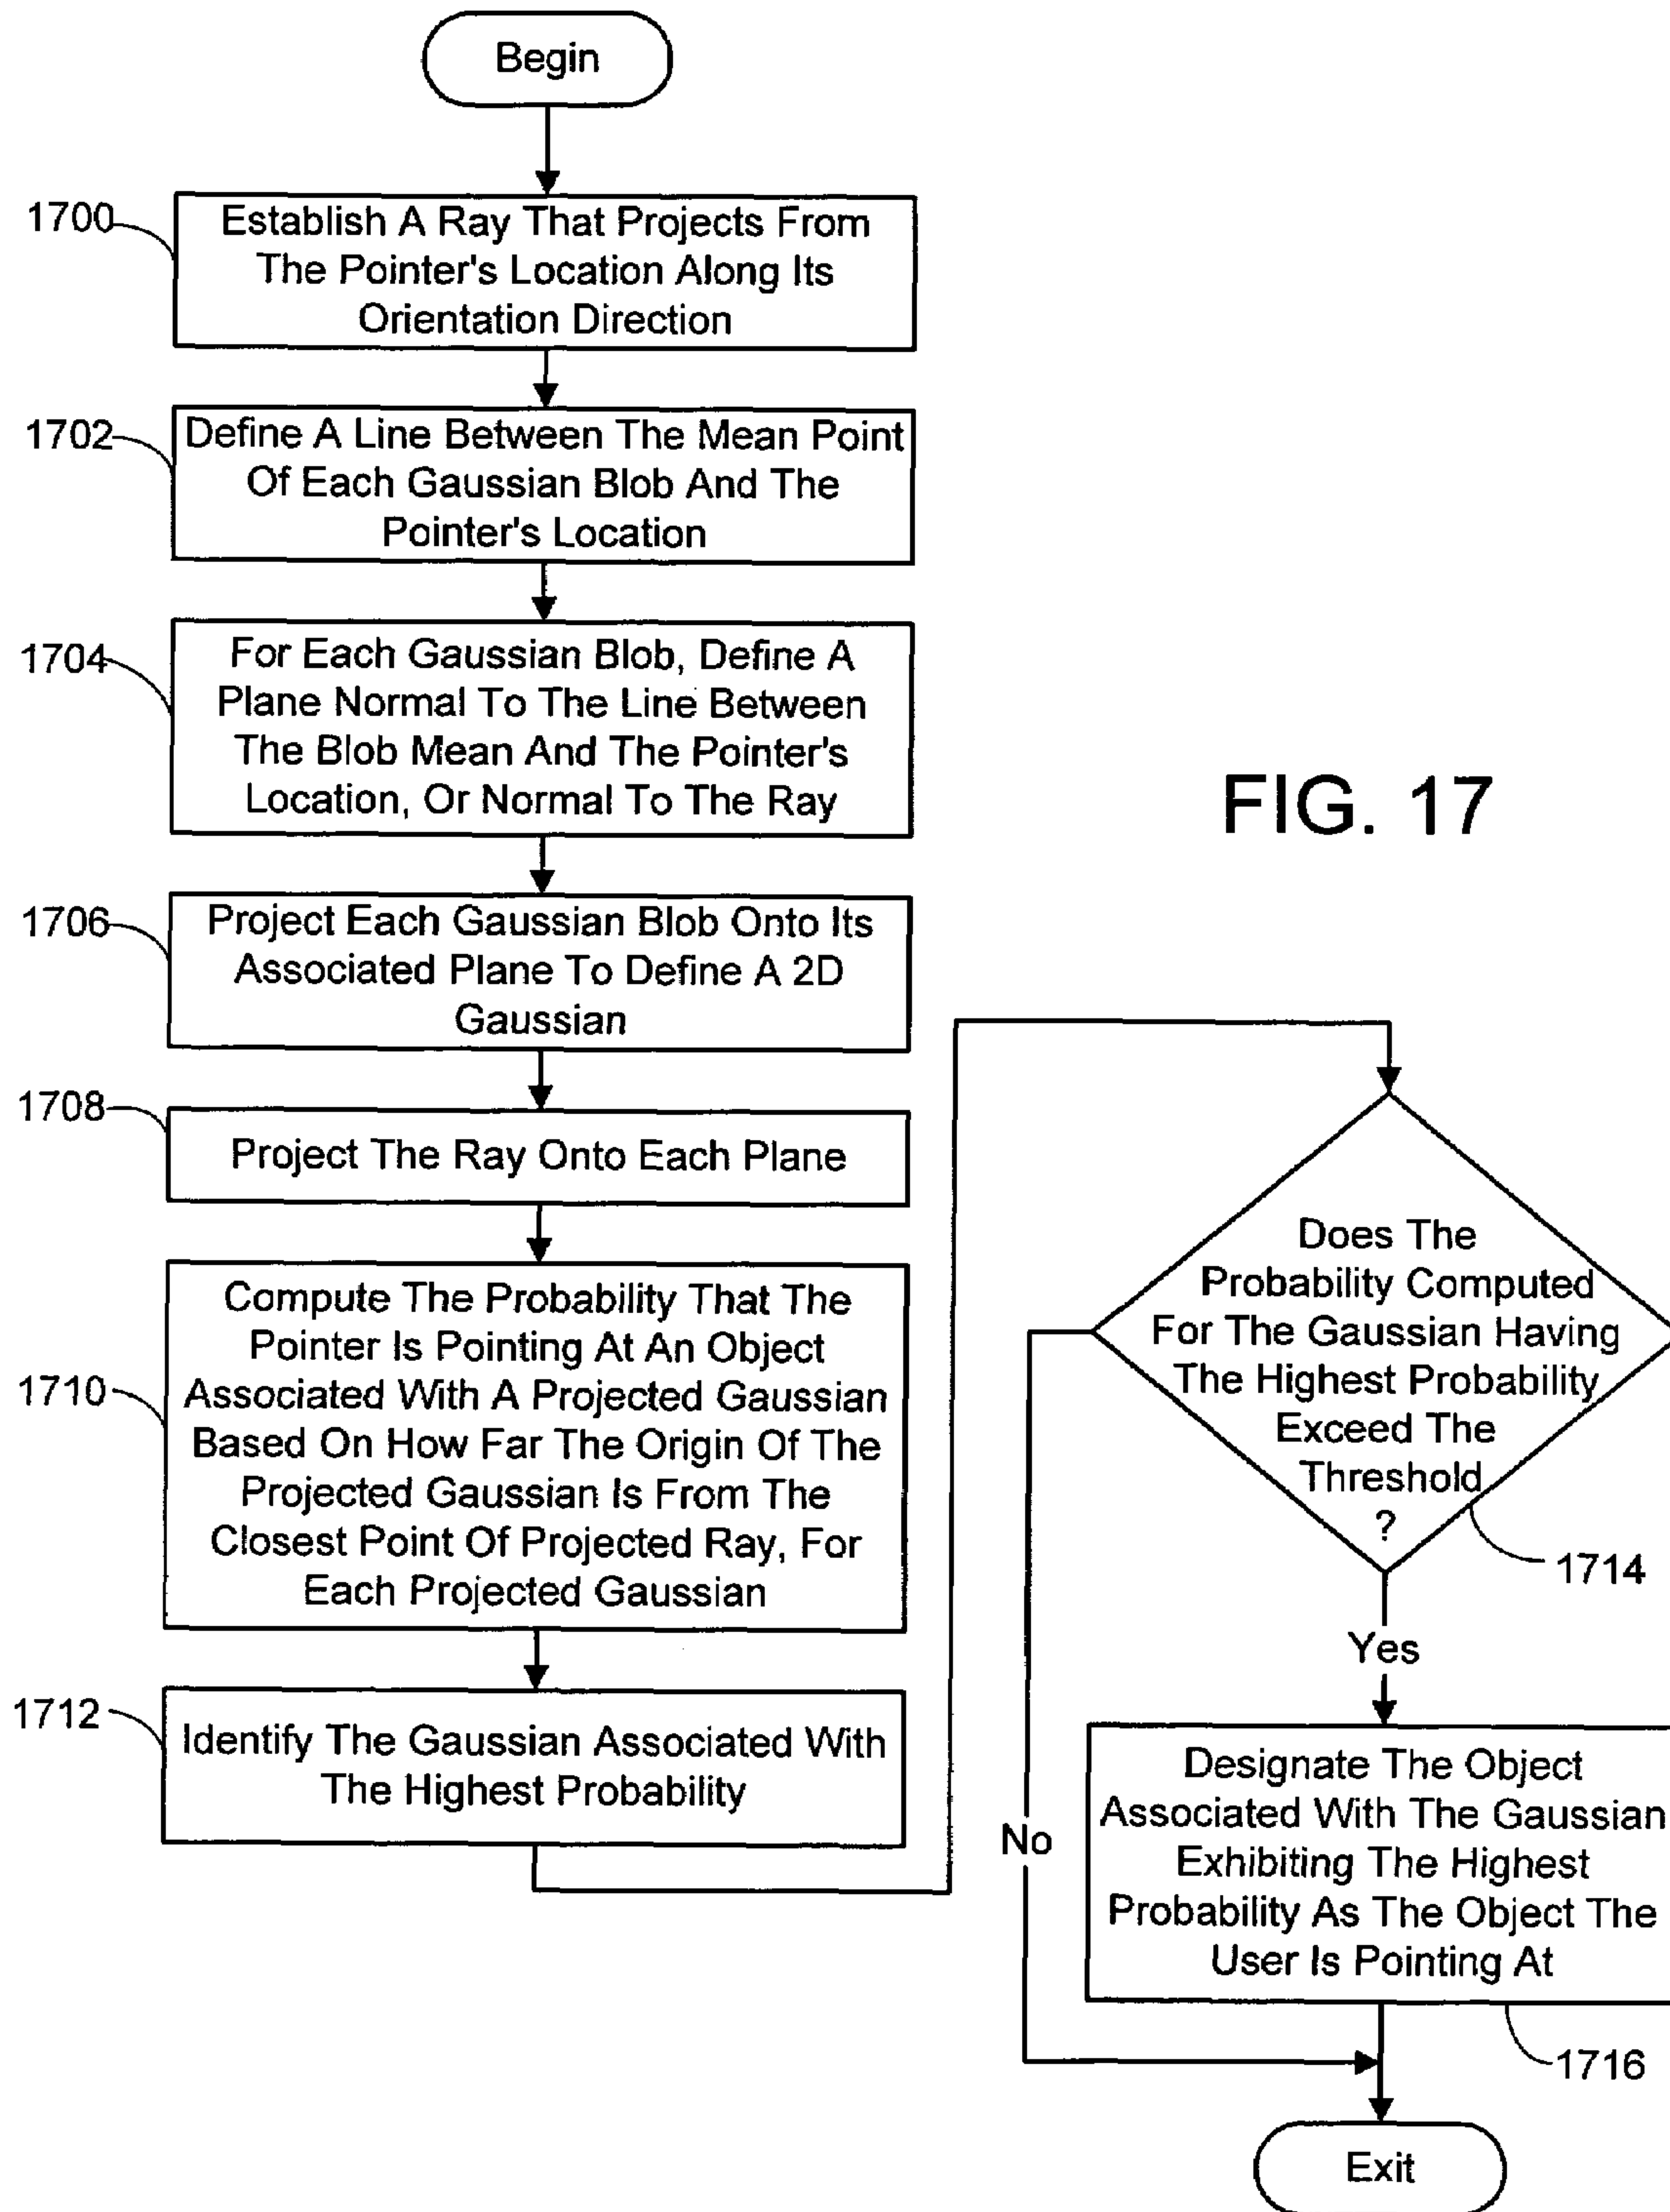 Begin
1700
Establish A Ray That Projects From
The Pointer's Location Along Its
Orientation Direction
1702
Define A Line Between The Mean Point
Of Each Gaussian Blob And The
Pointer's Location
1704
For Each Gaussian Blob, Define A
Plane Normal To The Line Between
The Blob Mean And The Pointer's
Location, Or Normal To The Ray
FIG. 17
1706
Project Each Gaussian Blob Onto Its
Associated Plane To Define A 2D
Gaussian
1708
Project The Ray Onto Each Plane
1710
Compute The Probability That The
Pointer Is Pointing At An Object
Associated With A Projected Gaussian
Based On How Far The Origin Of The
Projected Gaussian Is From The
Closest Point Of Projected Ray, For
Each Projected Gaussian
1712
Identify The Gaussian Associated With
The Highest Probability
Does The
Probability Computed
For The Gaussian Having
The Highest Probability
Exceed The
Threshold
?
1714
Yes
No
Designate The Object
Associated With The Gaussian
Exhibiting The Highest
Probability As The Object The
User Is Pointing At
1716
Exit